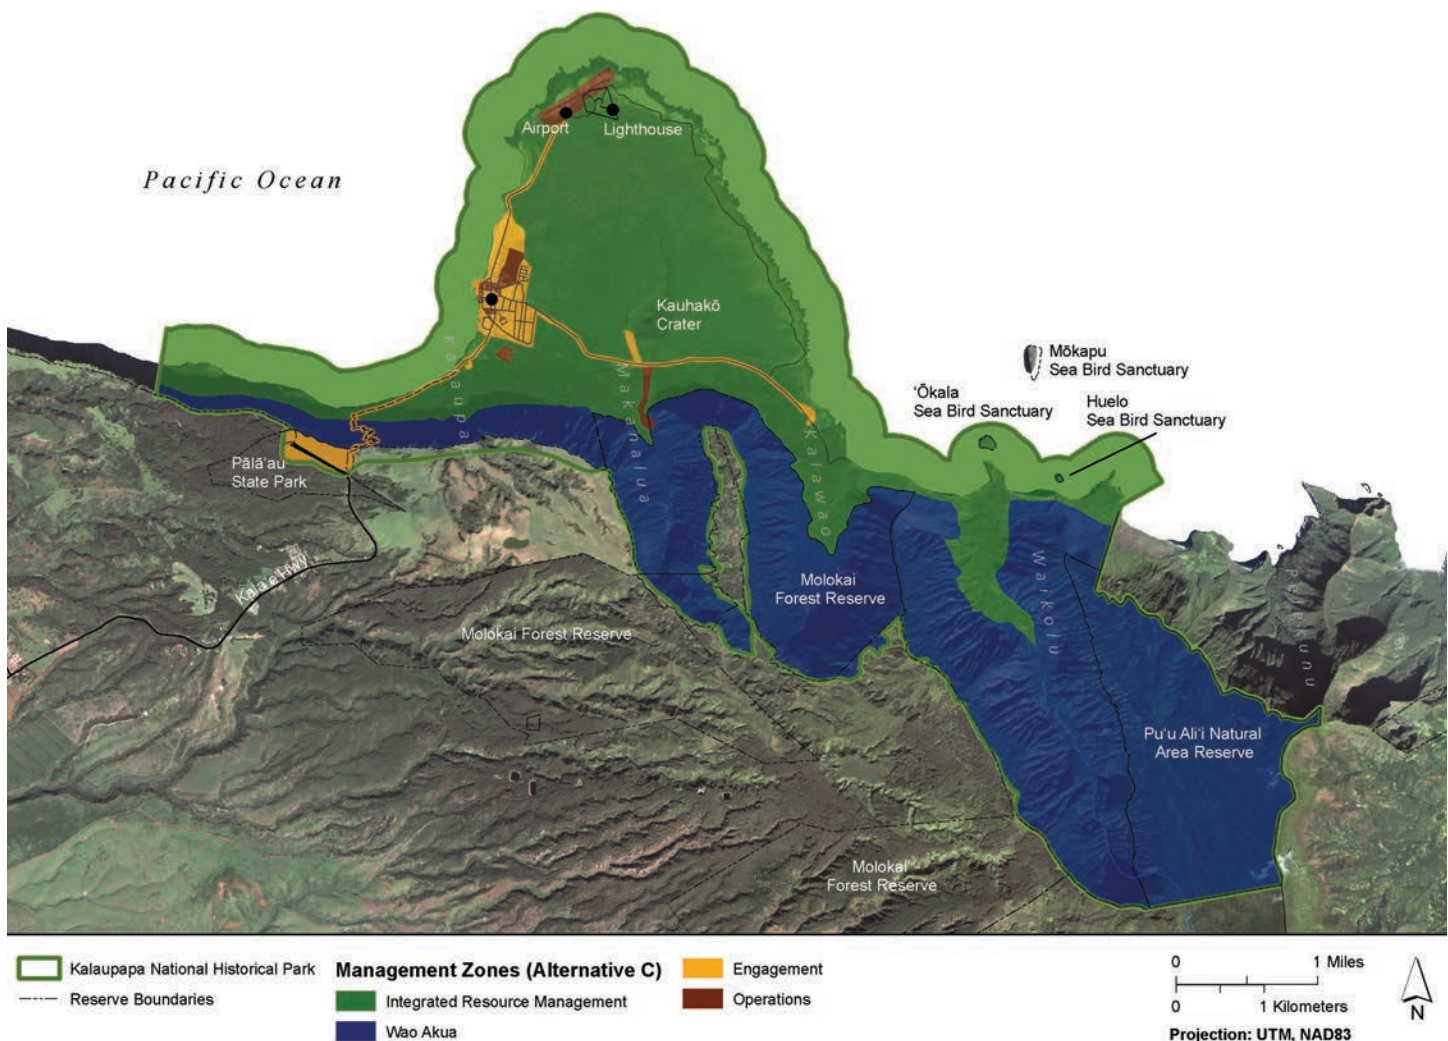 Airport
Lighthouse
Pacific Ocean
Kauhakō
Crater
Mōkapu
Sea Bird Sanctuary
ʻŌkala
Sea Bird Sanctuary
Huelo
Sea Bird Sanctuary
Kalaupapa
Makanalua
Kalawao
Pālāʻau
State Park
Waikolu
Pelekunu
Kalaʻe Hwy
Molokai
Forest Reserve
Molokai Forest Reserve
Puʻu Aliʻi Natural
Area Reserve
Molokai
Forest Reserve
Kalaupapa National Historical Park
Reserve Boundaries
Management Zones (Alternative C)
Integrated Resource Management
Wao Akua
Engagement
Operations
0 1 Miles
0 1 Kilometers
N
Projection: UTM, NAD83